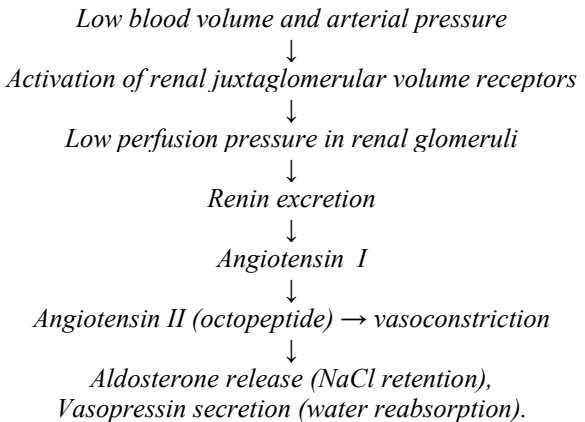 Low blood volume and arterial pressure
↓
Activation of renal juxtaglomerular volume receptors
↓
Low perfusion pressure in renal glomeruli
↓
Renin excretion
↓
Angiotensin I
↓
Angiotensin II (octopeptide) → vasoconstriction
↓
Aldosterone release (NaCl retention),
Vasopressin secretion (water reabsorption).